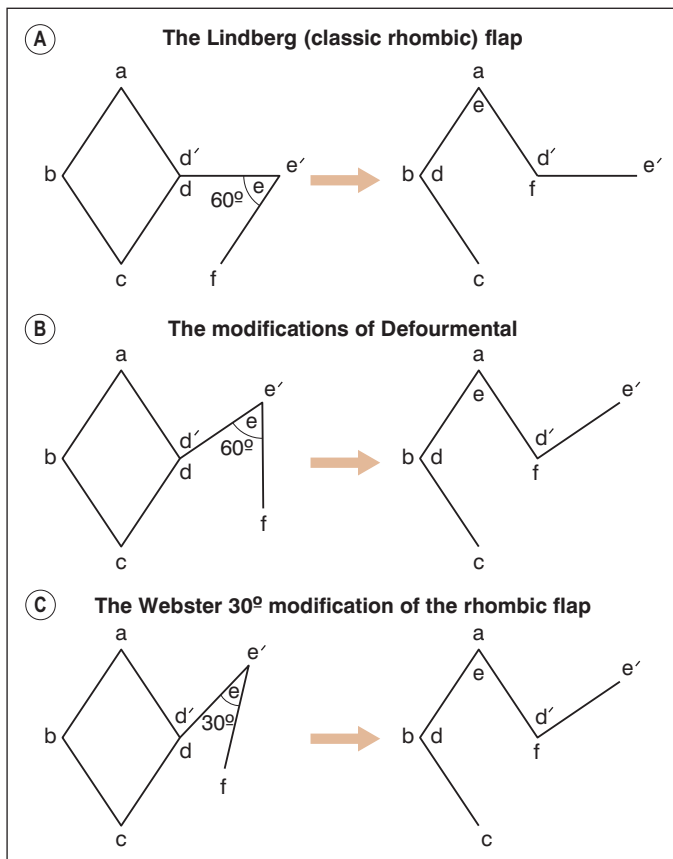 A The Lindberg (classic rhombic) flap
a a
e
b d′ e′ b d d′ e′
d e f
60º
c f c
B The modifications of Defourmental
a a
e′ e e′
e
b d′ 60º b d d′
d f
f
c c
C The Webster 30º modification of the rhombic flap
a a
e′ e e′
e
d′ 30º d′
b d b d f
f
c c